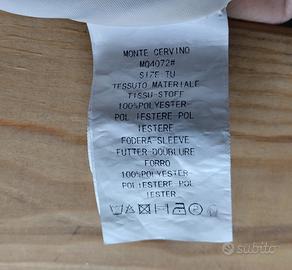 MONTE CERVINO
MQ4072#
SIZE TU
TESSUTO MATERIALE
TISSU-STOFF
100%POLYESTER
POL IESTERE POL
IESTERE
FODERA-SLEEVE
FUTTER-DOUBLURE
FORRO
100%POLYESTER
POLIESTERE POL
IESTER
subito